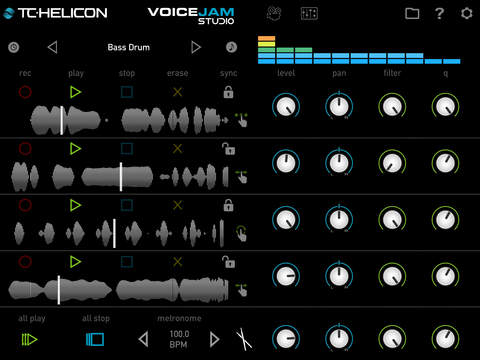 TC·HELICON
VOICEJAM
STUDIO
?
Bass Drum
rec play stop erase sync
level pan filter q
all play all stop metronome
100.0
BPM